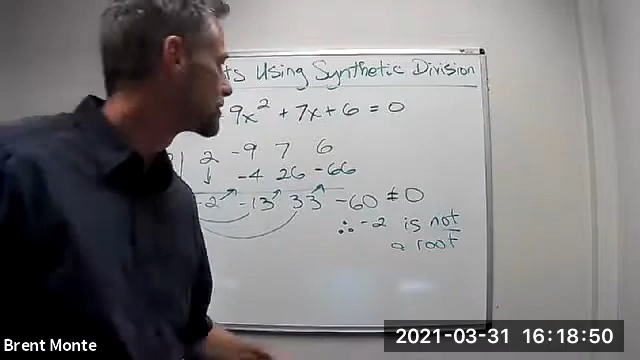 ts Using Synthetic Division
9x² + 7x + 6 = 0
2 -9 7 6
↓ -4 26 -66
-2 -13 33 -60 ≠ 0
∴ -2 is not
a root
Brent Monte
2021-03-31 16:18:50